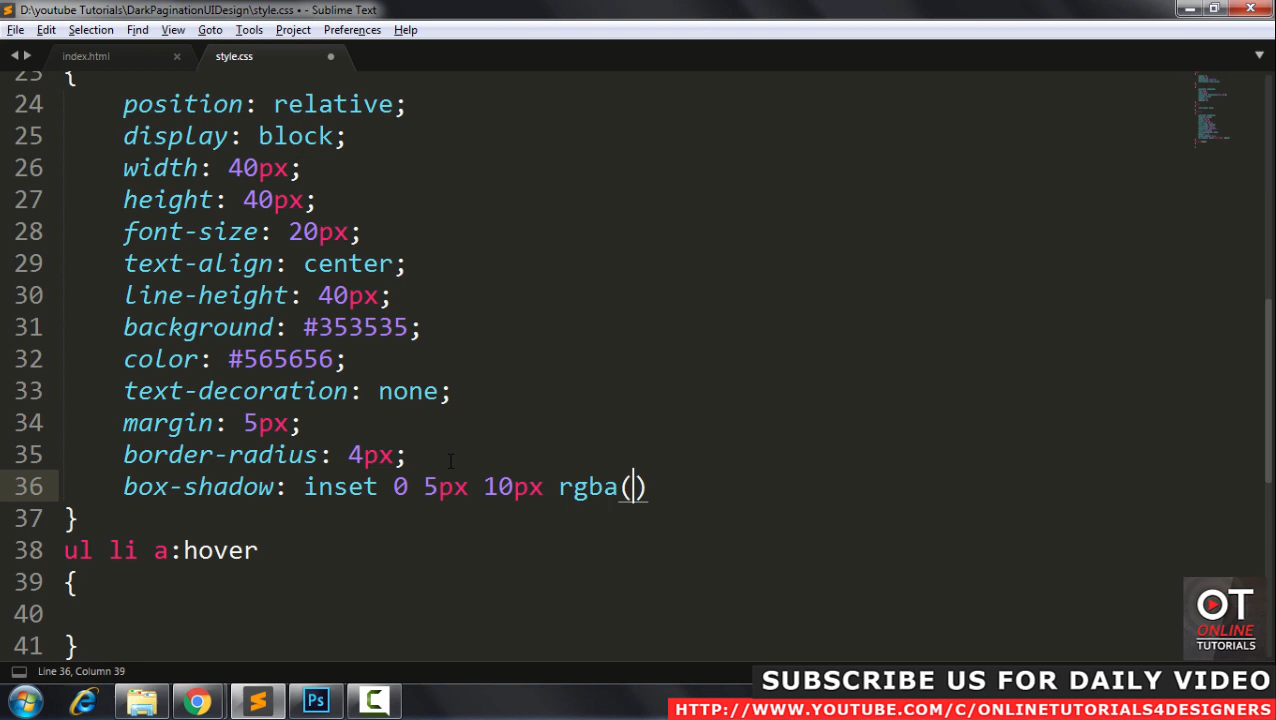 D:\youtube Tutorials\DarkPaginationUIDesign\style.css • - Sublime Text
File Edit Selection Find View Goto Tools Project Preferences Help
index.html × style.css
23 {
24 position: relative;
25 display: block;
26 width: 40px;
27 height: 40px;
28 font-size: 20px;
29 text-align: center;
30 line-height: 40px;
31 background: #353535;
32 color: #565656;
33 text-decoration: none;
34 margin: 5px;
35 border-radius: 4px;
36 box-shadow: inset 0 5px 10px rgba()
37 }
38 ul li a:hover
39 {
40
41 }
OT
ONLINE
TUTORIALS
Line 36, Column 39
SUBSCRIBE US FOR DAILY VIDEO
HTTP://WWW.YOUTUBE.COM/C/ONLINETUTORIALS4DESIGNERS
Ps